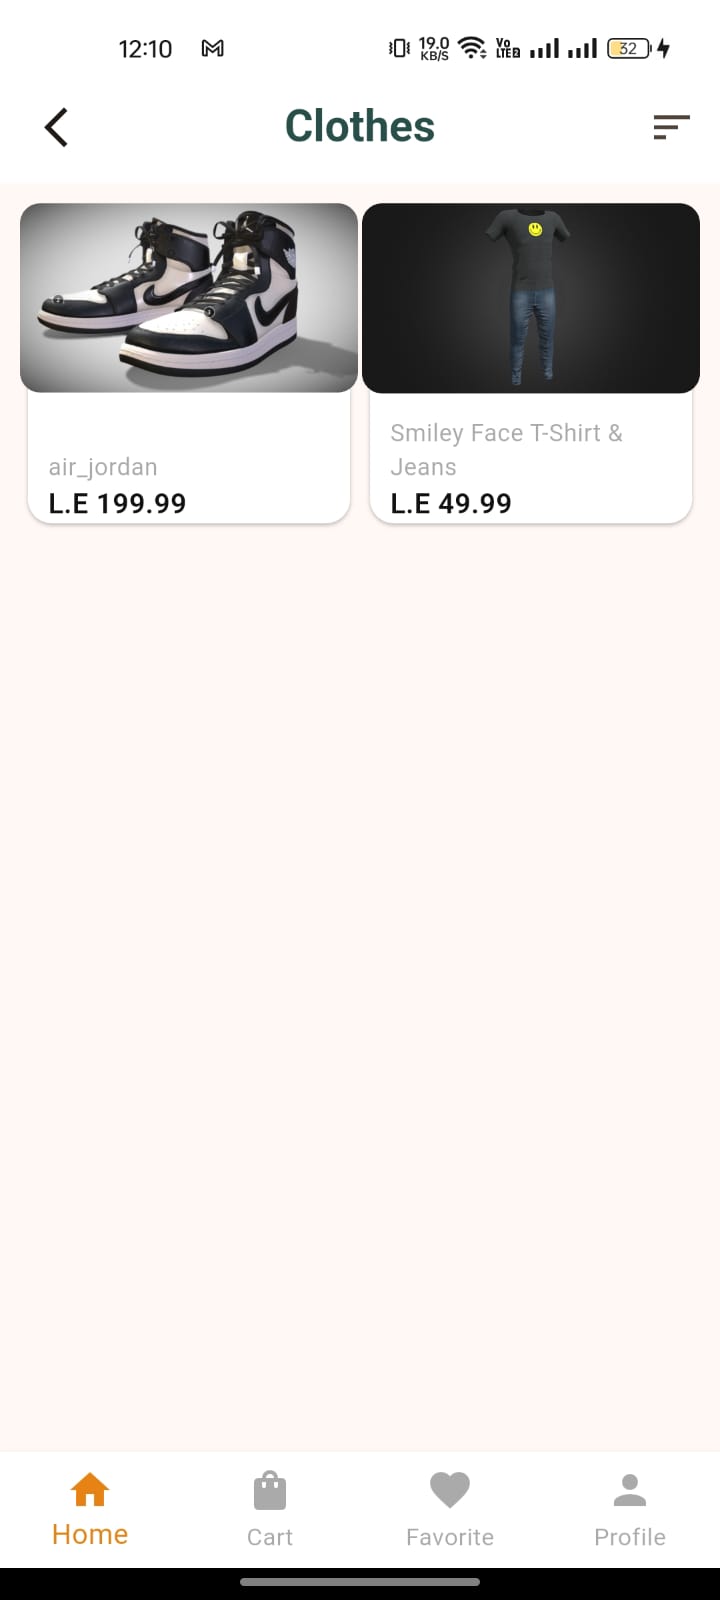 12:10
19.0
KB/S
Vo
LTE2
32
Clothes
air_jordan
L.E 199.99
Smiley Face T-Shirt &
Jeans
L.E 49.99
Home
Cart
Favorite
Profile